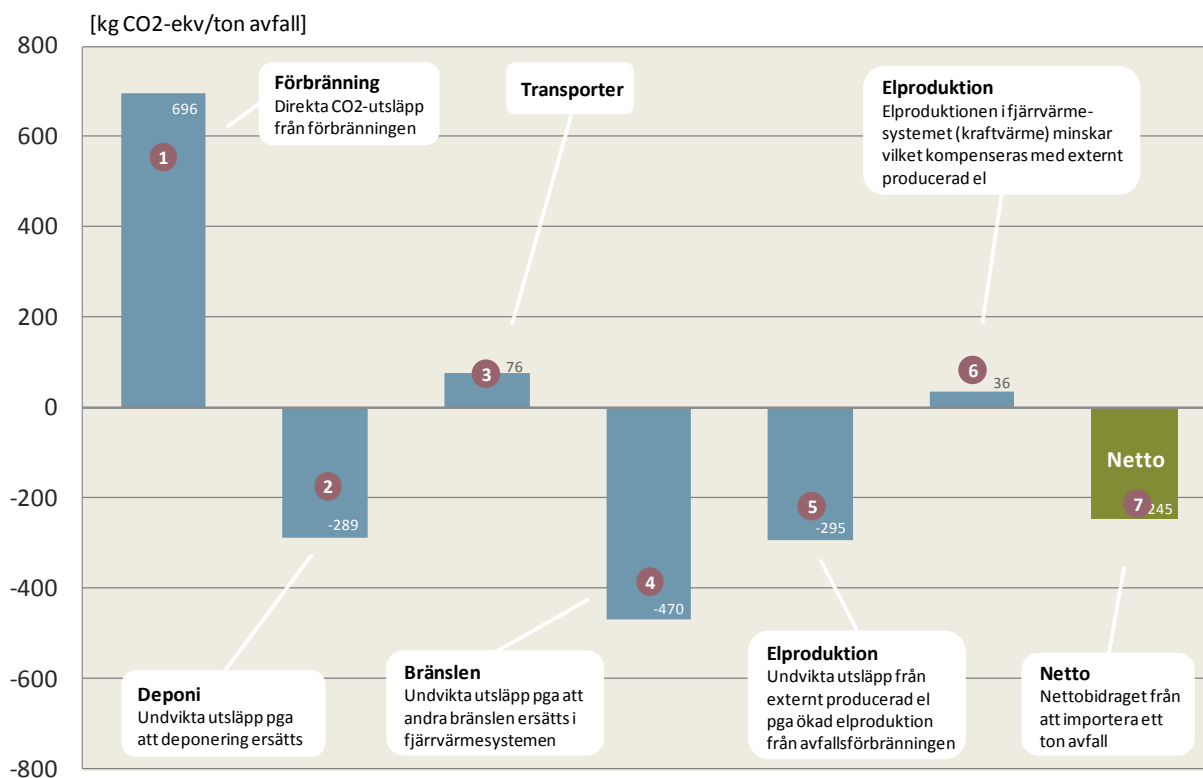 [kg CO2-ekv/ton avfall]
800
600
400
200
0
-200
-400
-600
-800
696
1
Förbränning
Direkta CO2-utsläpp
från förbränningen
2
-289
Deponi
Undvikta utsläpp pga
att deponering ersätts
3
76
Transporter
4
-470
Bränslen
Undvikta utsläpp pga att
andra bränslen ersätts i
fjärrvärmesystemen
5
-295
Elproduktion
Undvikta utsläpp från
externt producerad el
pga ökad elproduktion
från avfallsförbränningen
6
36
Elproduktion
Elproduktionen i fjärrvärme-
systemet (kraftvärme) minskar
vilket kompenseras med externt
producerad el
Netto
7
245
Netto
Nettobidraget från
att importera ett
ton avfall